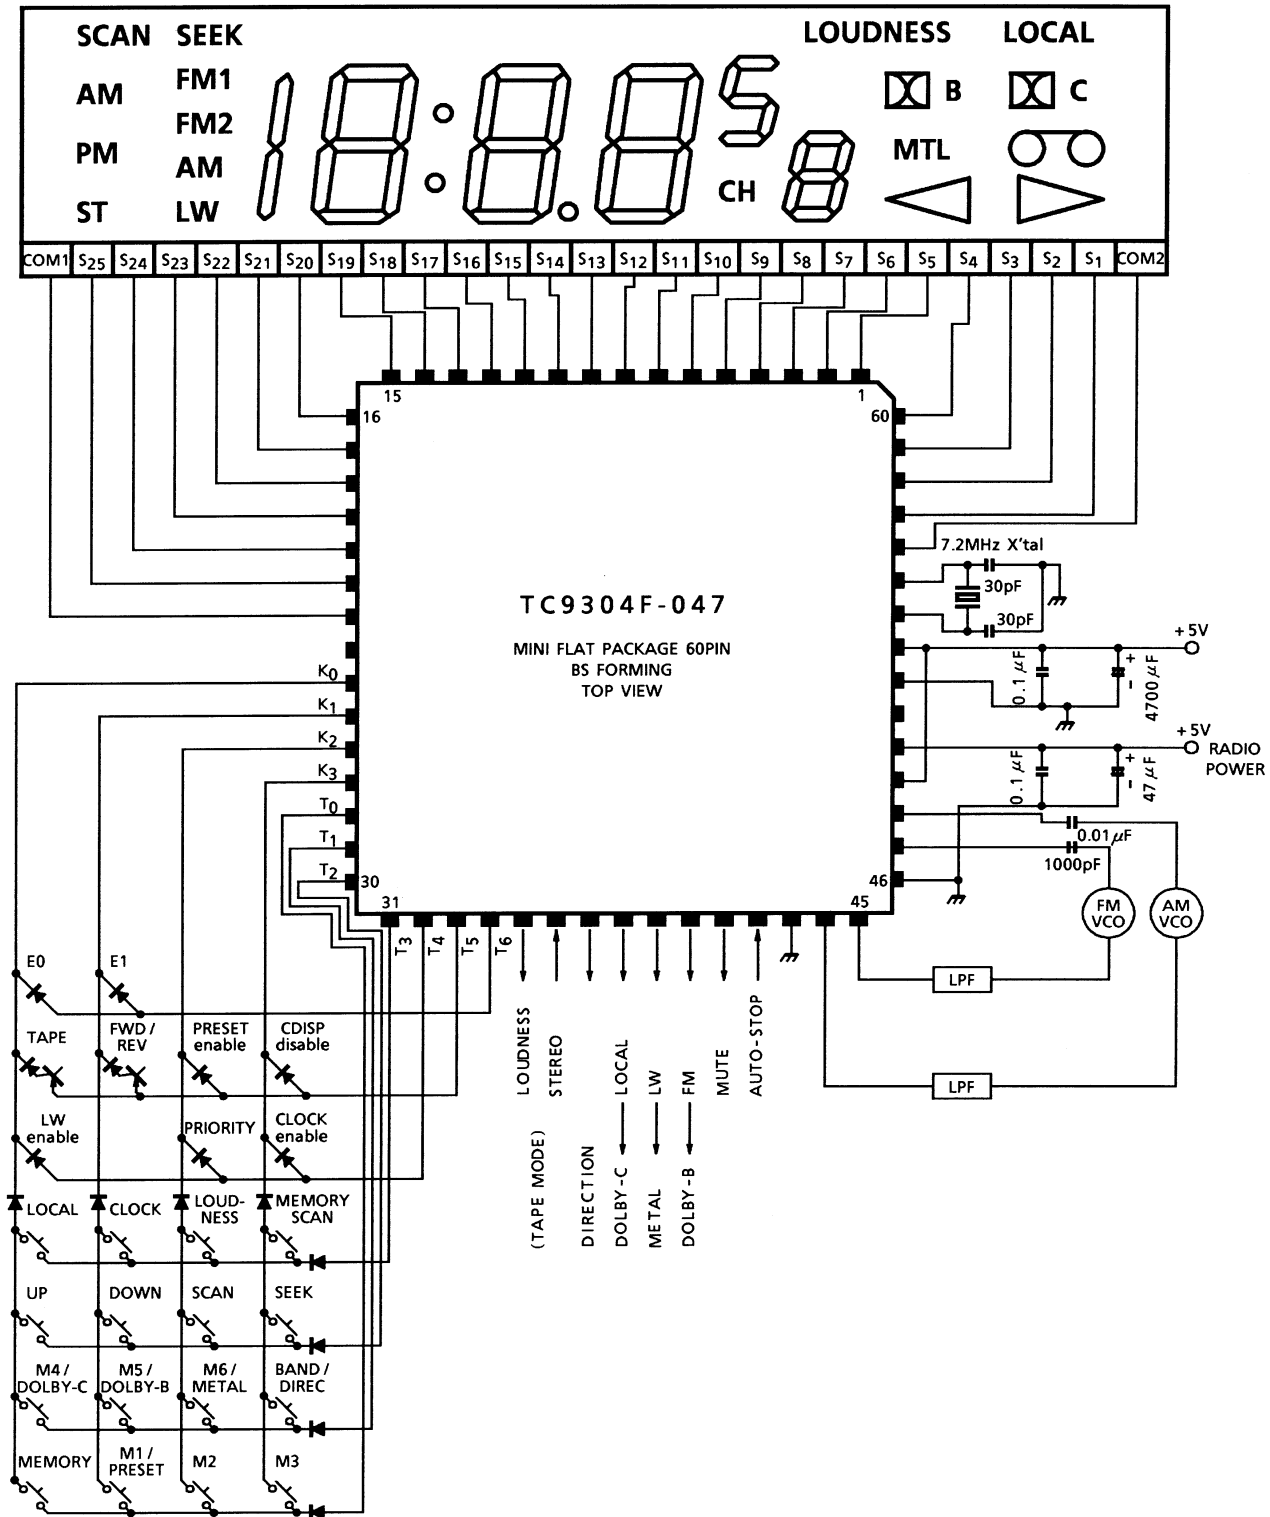 SCAN SEEK LOUDNESS LOCAL
AM FM1 B C
FM2
PM AM MTL
ST LW CH
18:8.8 5 8
COM1 S25 S24 S23 S22 S21 S20 S19 S18 S17 S16 S15 S14 S13 S12 S11 S10 S9 S8 S7 S6 S5 S4 S3 S2 S1 COM2
15 1
16 60
7.2MHz X'tal
30pF
30pF
TC9304F-047
MINI FLAT PACKAGE 60PIN
BS FORMING
TOP VIEW
+5V
0.1μF
4700μF
+
-
+5V
RADIO
POWER
0.1μF
47μF
+
-
0.01μF
1000pF
K0
K1
K2
K3
T0
T1
T2
30 46
31 45
T3 T4 T5 T6
FM
VCO
AM
VCO
LPF
LPF
E0 E1
TAPE
FWD/
REV
PRESET
enable
CDISP
disable
LW
enable
PRIORITY
CLOCK
enable
LOCAL
CLOCK
LOUD-
NESS
MEMORY
SCAN
UP DOWN SCAN SEEK
M4/
DOLBY-C
M5/
DOLBY-B
M6/
METAL
BAND/
DIREC
MEMORY
M1/
PRESET
M2
M3
LOUDNESS
STEREO
LOCAL
LW
FM
MUTE
AUTO-STOP
(TAPE MODE)
DIRECTION
DOLBY-C
METAL
DOLBY-B